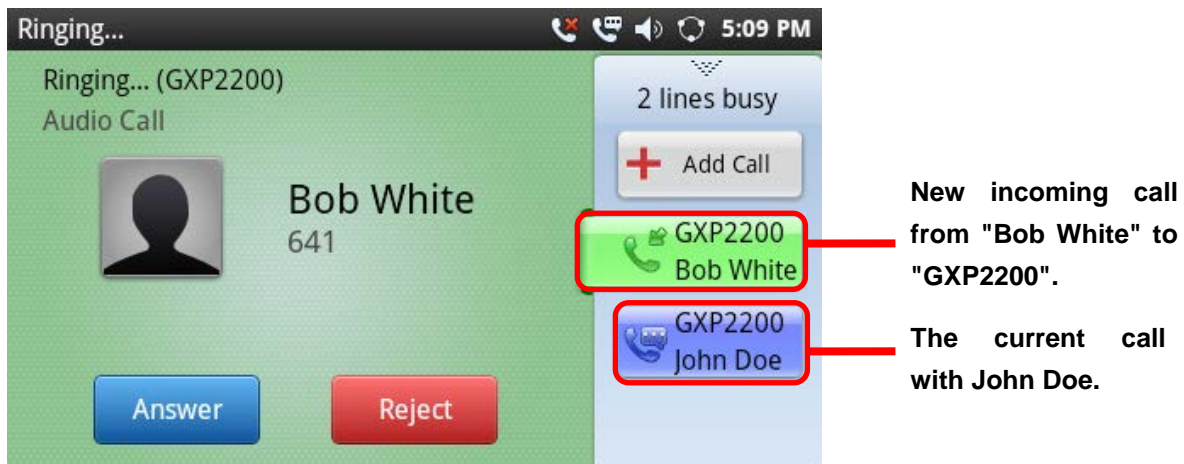 Ringing...
5:09 PM
Ringing... (GXP2200)
Audio Call
Bob White
641
Answer
Reject
2 lines busy
Add Call
GXP2200
Bob White
GXP2200
John Doe
New incoming call
from "Bob White" to
"GXP2200".
The current call
with John Doe.